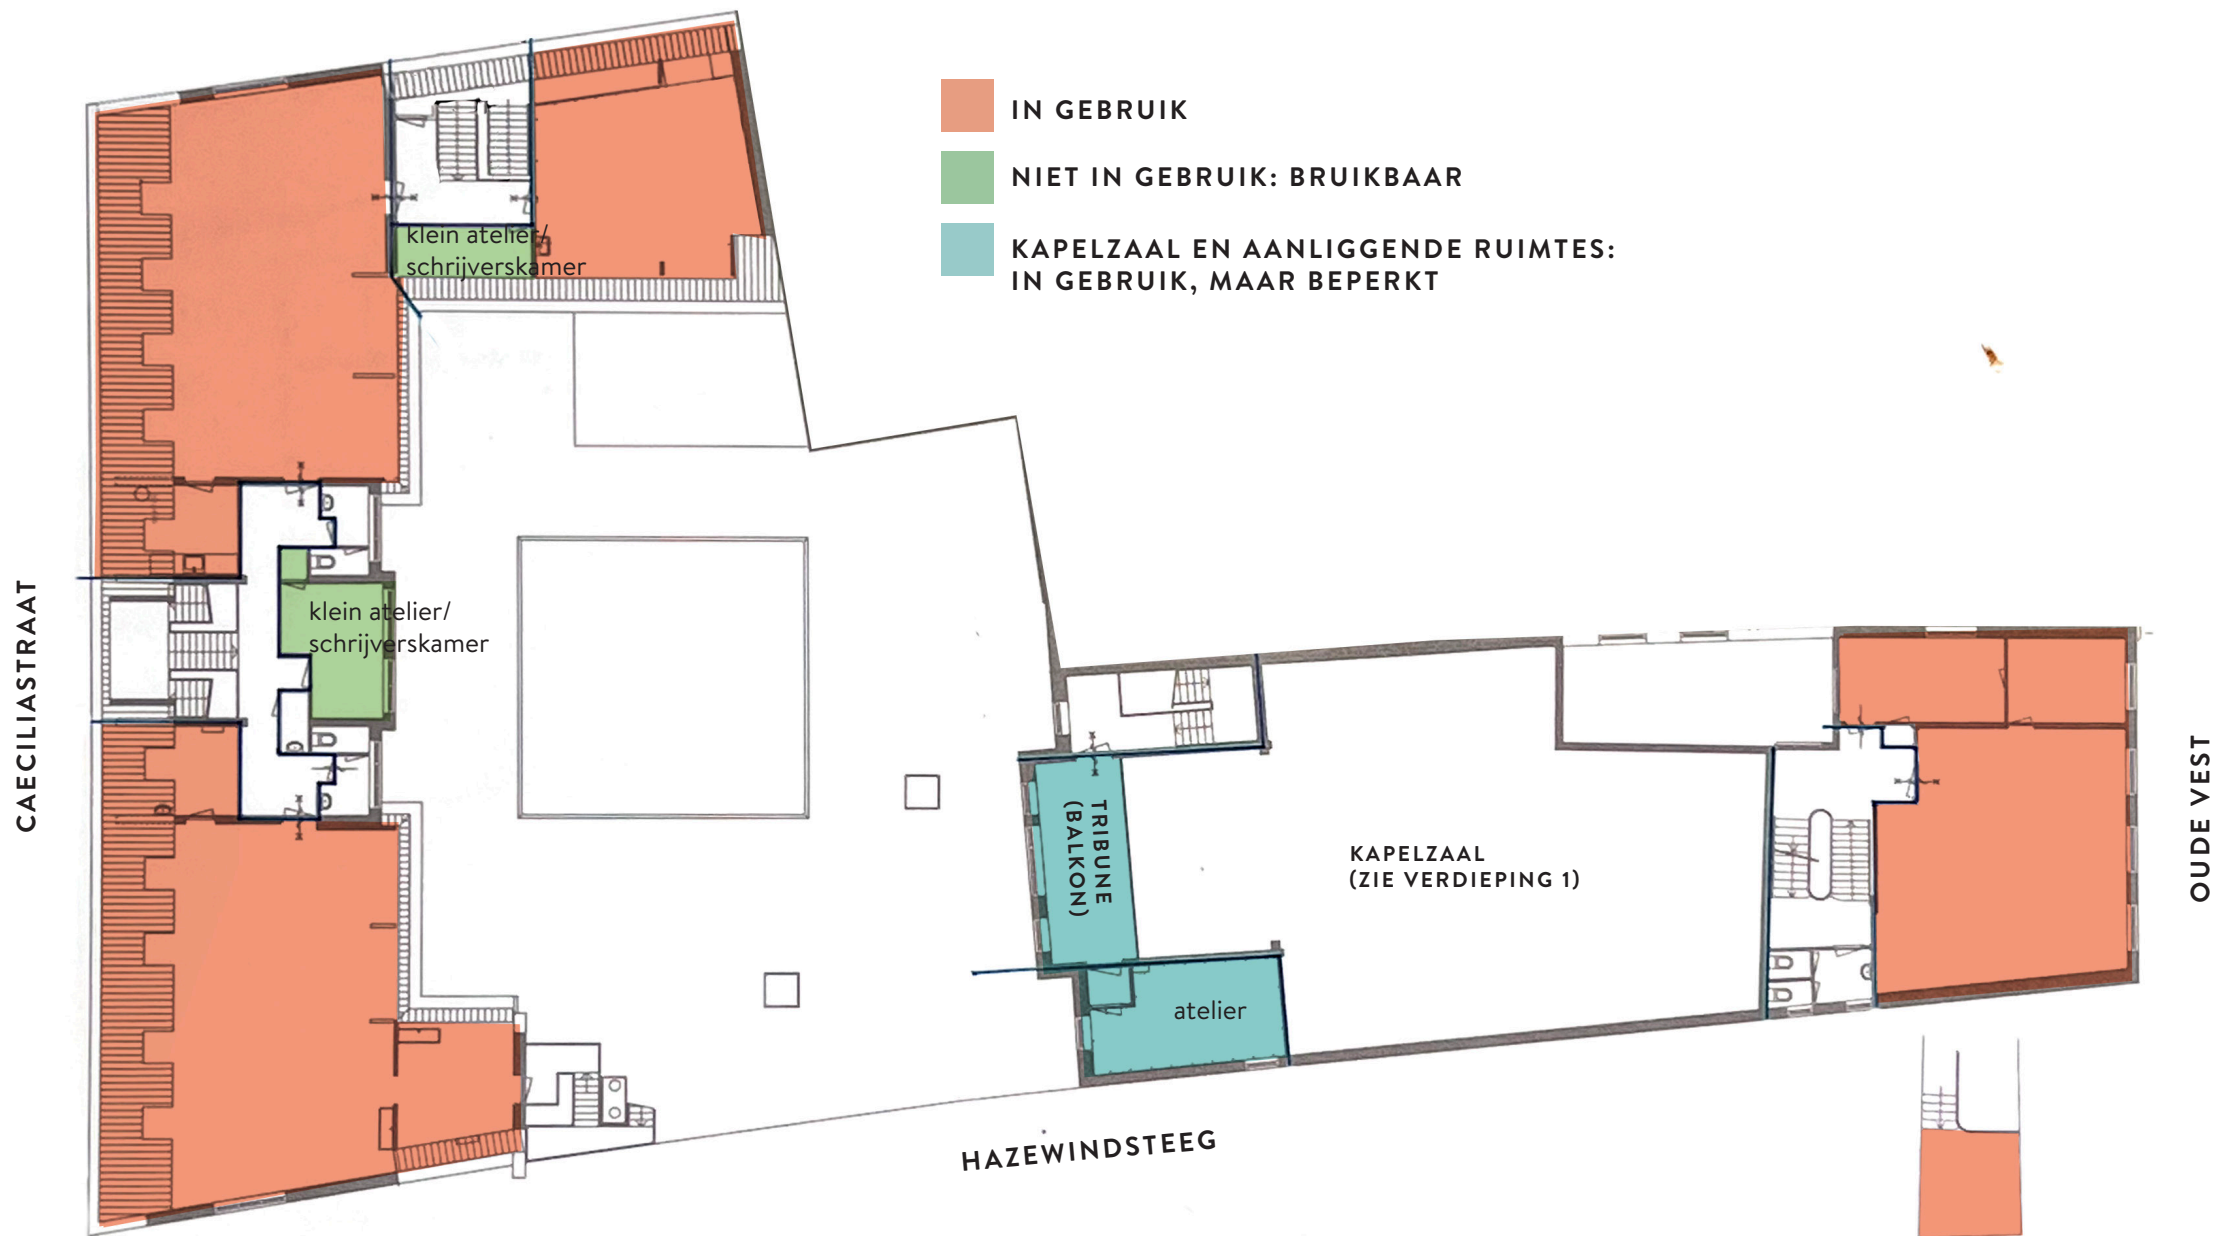 IN GEBRUIK
NIET IN GEBRUIK: BRUIKBAAR
KAPELZAAL EN AANLIGGENDE RUIMTES:
IN GEBRUIK, MAAR BEPERKT
klein atelier/
schrijverskamer
klein atelier/
schrijverskamer
CAECILIASTRAAT
TRIBUNE
(BALKON)
KAPELZAAL
(ZIE VERDIEPING 1)
atelier
OUDE VEST
HAZEWINDSTEEG